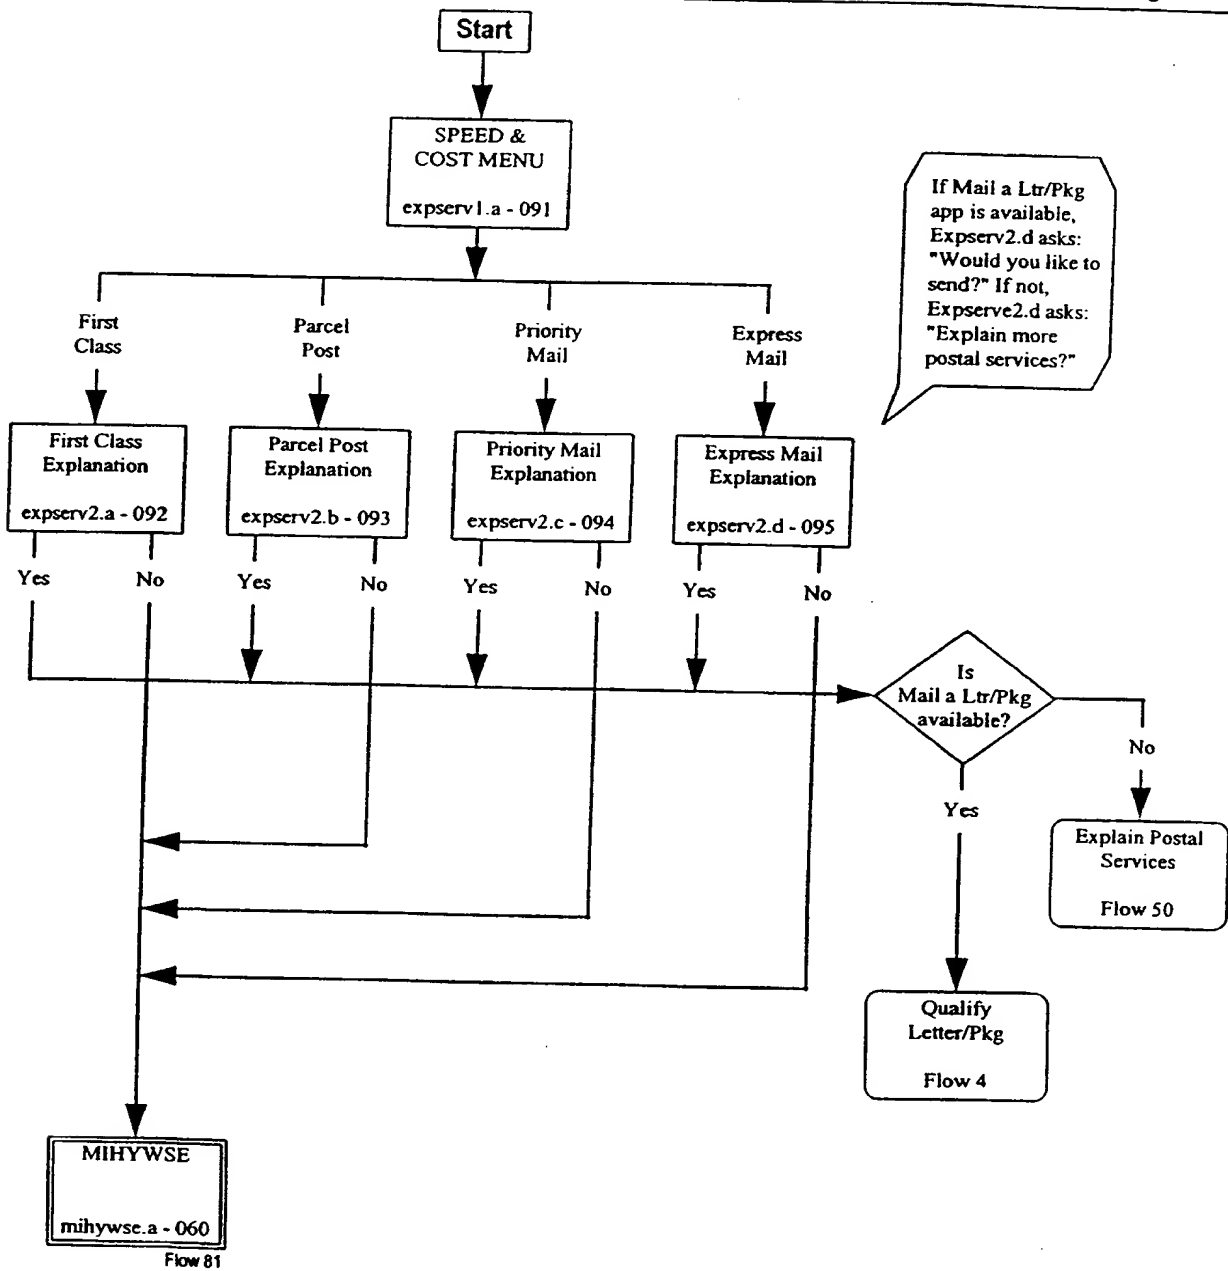 Start
SPEED &
COST MENU
expserv1.a - 091
If Mail a Ltr/Pkg
app is available,
Expserv2.d asks:
"Would you like to
send?" If not,
Expserve2.d asks:
"Explain more
postal services?"
First
Class
Parcel
Post
Priority
Mail
Express
Mail
First Class
Explanation
expserv2.a - 092
Parcel Post
Explanation
expserv2.b - 093
Priority Mail
Explanation
expserv2.c - 094
Express Mail
Explanation
expserv2.d - 095
Yes
No
Yes
No
Yes
No
Yes
No
Is
Mail a Ltr/Pkg
available?
No
Yes
Explain Postal
Services
Flow 50
Qualify
Letter/Pkg
Flow 4
MIHYWSE
mihywse.a - 060
Flow 81